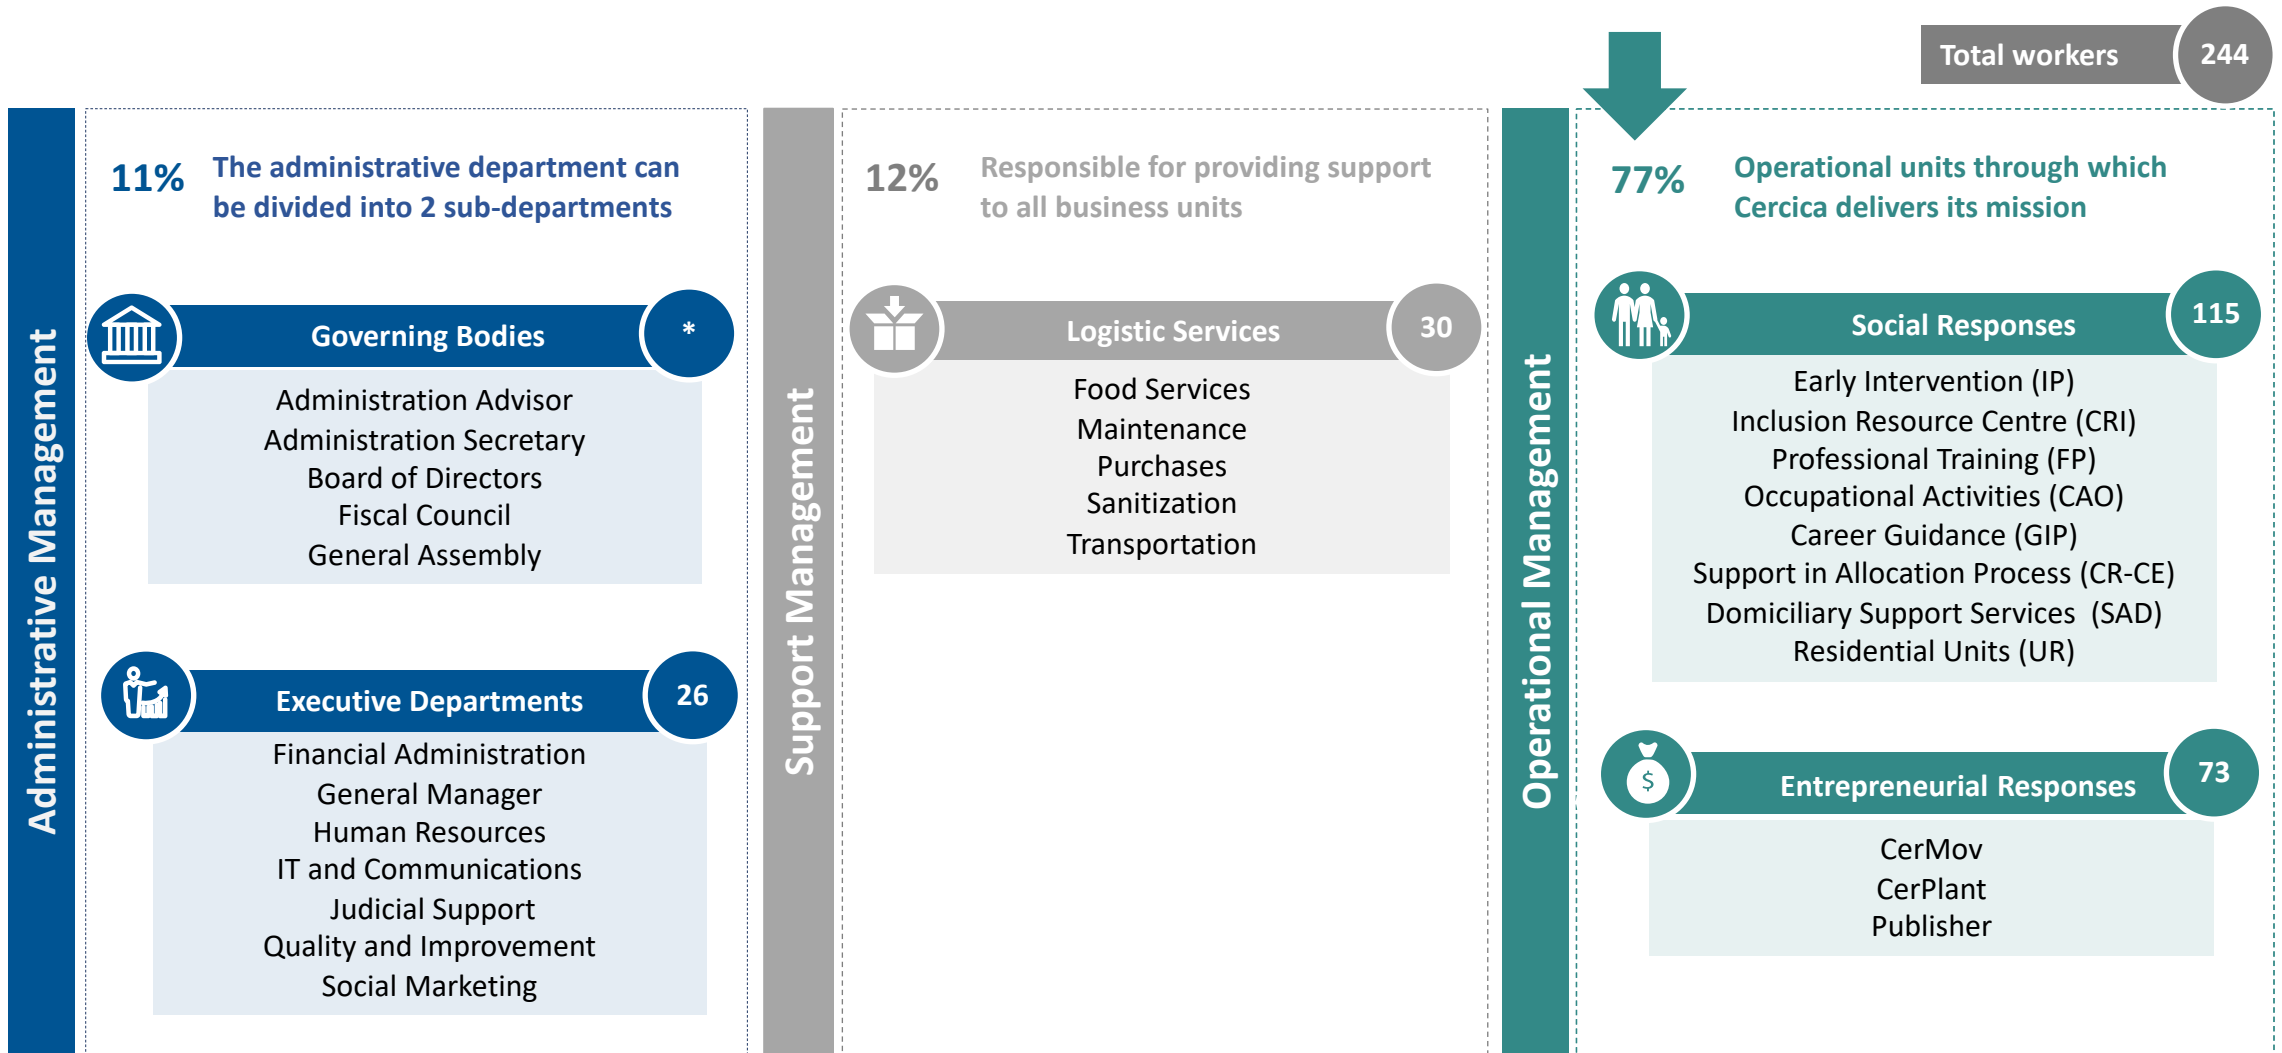 Total workers
244
Administrative Management
11%
The administrative department can
be divided into 2 sub-departments
Governing Bodies
*
Administration Advisor
Administration Secretary
Board of Directors
Fiscal Council
General Assembly
Executive Departments
26
Financial Administration
General Manager
Human Resources
IT and Communications
Judicial Support
Quality and Improvement
Social Marketing
Support Management
12%
Responsible for providing support
to all business units
Logistic Services
30
Food Services
Maintenance
Purchases
Sanitization
Transportation
Operational Management
77%
Operational units through which
Cercica delivers its mission
Social Responses
115
Early Intervention (IP)
Inclusion Resource Centre (CRI)
Professional Training (FP)
Occupational Activities (CAO)
Career Guidance (GIP)
Support in Allocation Process (CR-CE)
Domiciliary Support Services (SAD)
Residential Units (UR)
$
Entrepreneurial Responses
73
CerMov
CerPlant
Publisher